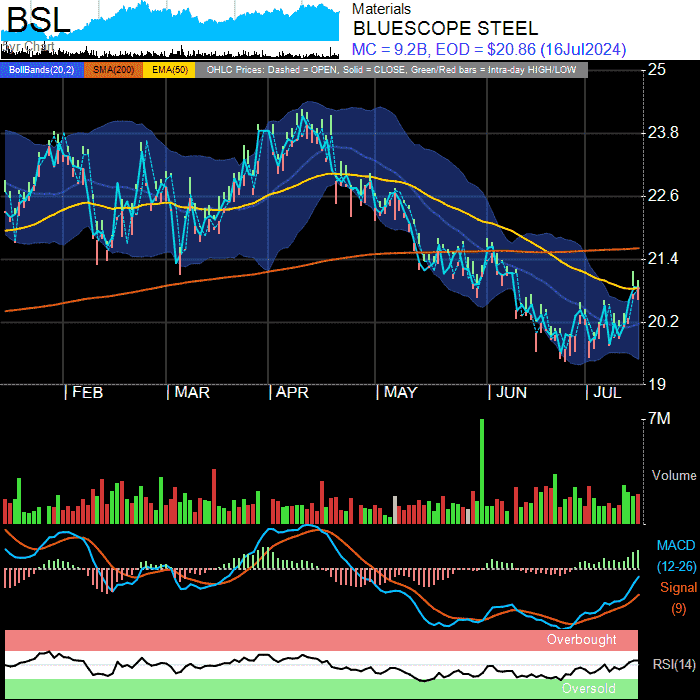 BSL
Materials
BLUESCOPE STEEL
MC = 9.2B, EOD = $20.86 (16Jul2024)
BollBands(20,2) SMA(200) EMA(50) OHLC Prices: Dashed = OPEN, Solid = CLOSE, Green/Red bars = Intra-day HIGH/LOW
25
23.8
22.6
21.4
20.2
19
FEB MAR APR MAY JUN JUL
7M
Volume
MACD
(12-26)
Signal
(9)
Overbought
RSI(14)
Oversold